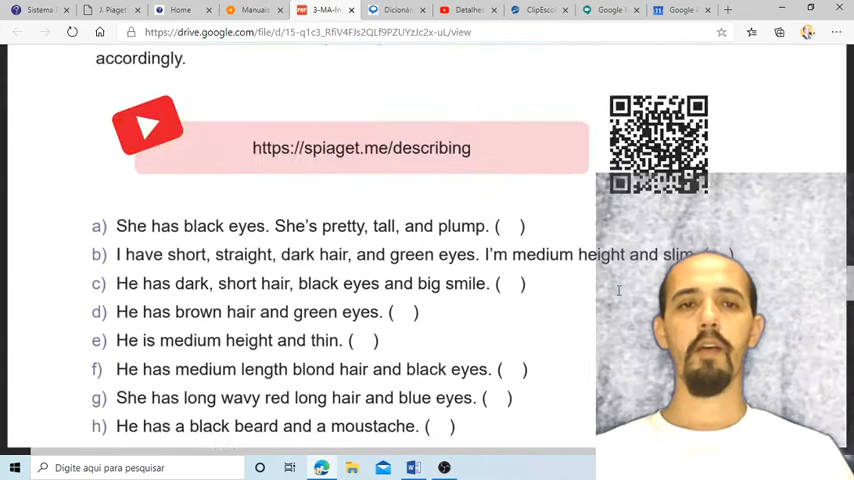 Sistema
J. Piaget
Home
Manuais
3-MA-In
Dicionári
Detalhes
ClipEscol
Google
Google
https://drive.google.com/file/d/15-q1c3_RfiV4FJs2QLf9PZUYzJc2x-uL/view
accordingly.
https://spiaget.me/describing
a) She has black eyes. She's pretty, tall, and plump. ( )
b) I have short, straight, dark hair, and green eyes. I'm medium height and slim. ( )
c) He has dark, short hair, black eyes and big smile. ( )
d) He has brown hair and green eyes. ( )
e) He is medium height and thin. ( )
f) He has medium length blond hair and black eyes. ( )
g) She has long wavy red long hair and blue eyes. ( )
h) He has a black beard and a moustache. ( )
Digite aqui para pesquisar